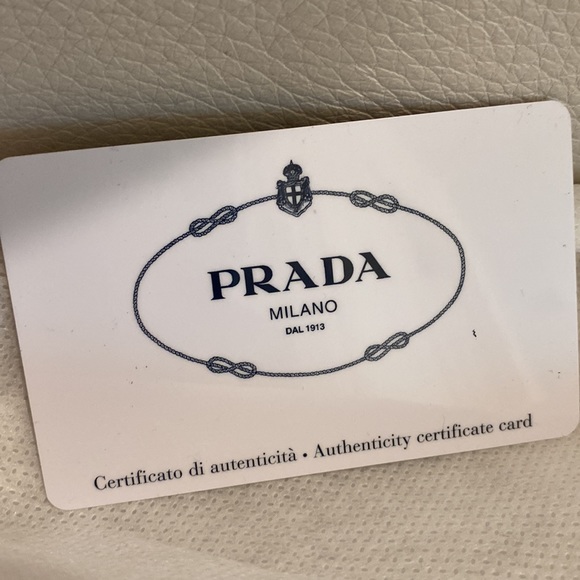 PRADA
MILANO
DAL 1913
Certificato di autenticità • Authenticity certificate card